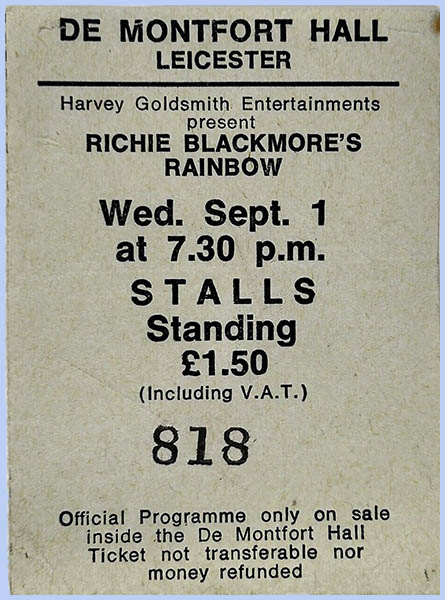 DE MONTFORT HALL
LEICESTER
Harvey Goldsmith Entertainments
present
RICHIE BLACKMORE'S
RAINBOW
Wed. Sept. 1
at 7.30 p.m.
STALLS
Standing
£1.50
(Including V.A.T.)
818
Official Programme only on sale
inside the De Montfort Hall
Ticket not transferable nor
money refunded